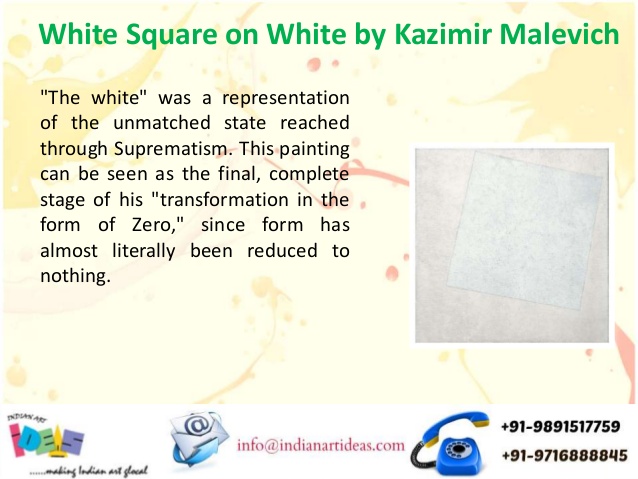 White Square on White by Kazimir Malevich
"The white" was a representation
of the unmatched state reached
through Suprematism. This painting
can be seen as the final, complete
stage of his "transformation in the
form of Zero," since form has
almost literally been reduced to
nothing.
INDIAN ART
IDEAS
......making Indian art glocal
@
info@indianartideas.com
+91-9891517759
+91-9716888845